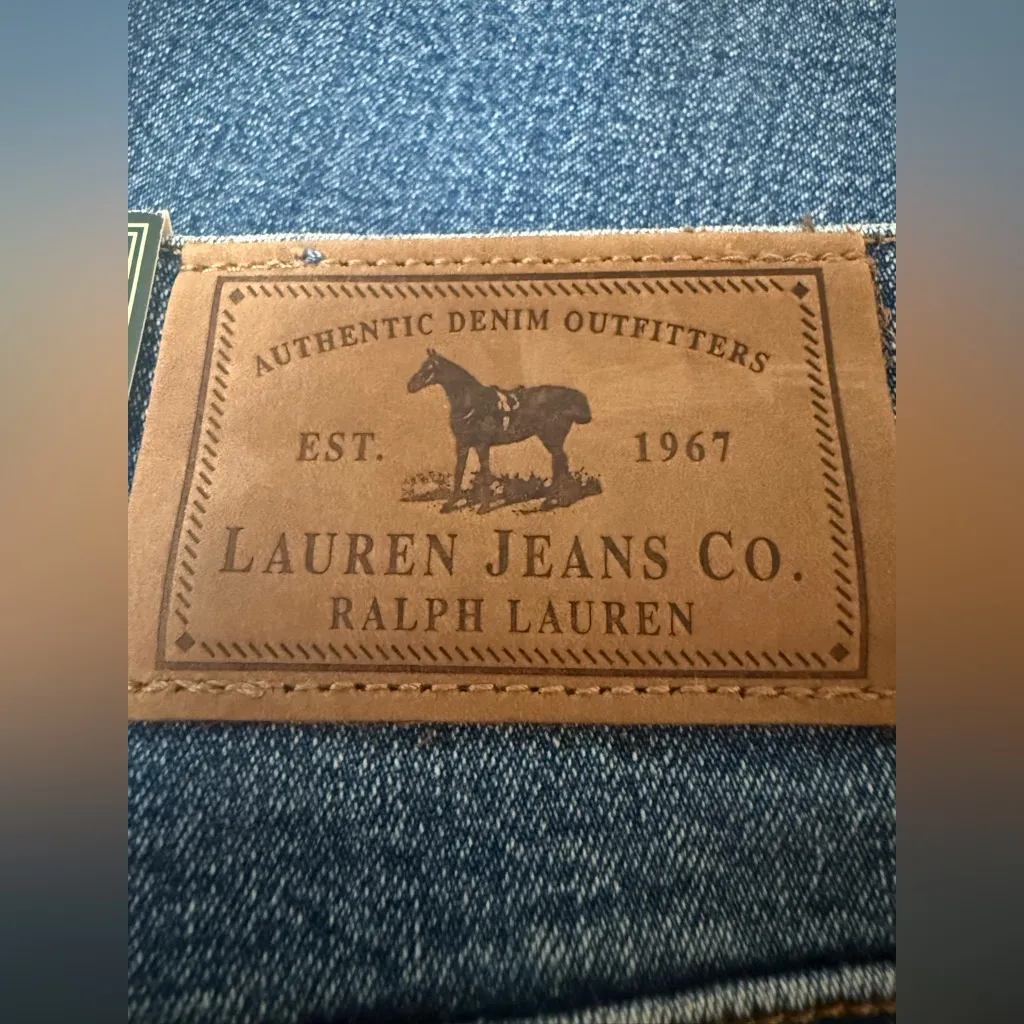 AUTHENTIC DENIM OUTFITTERS
EST. 1967
LAUREN JEANS CO.
RALPH LAUREN